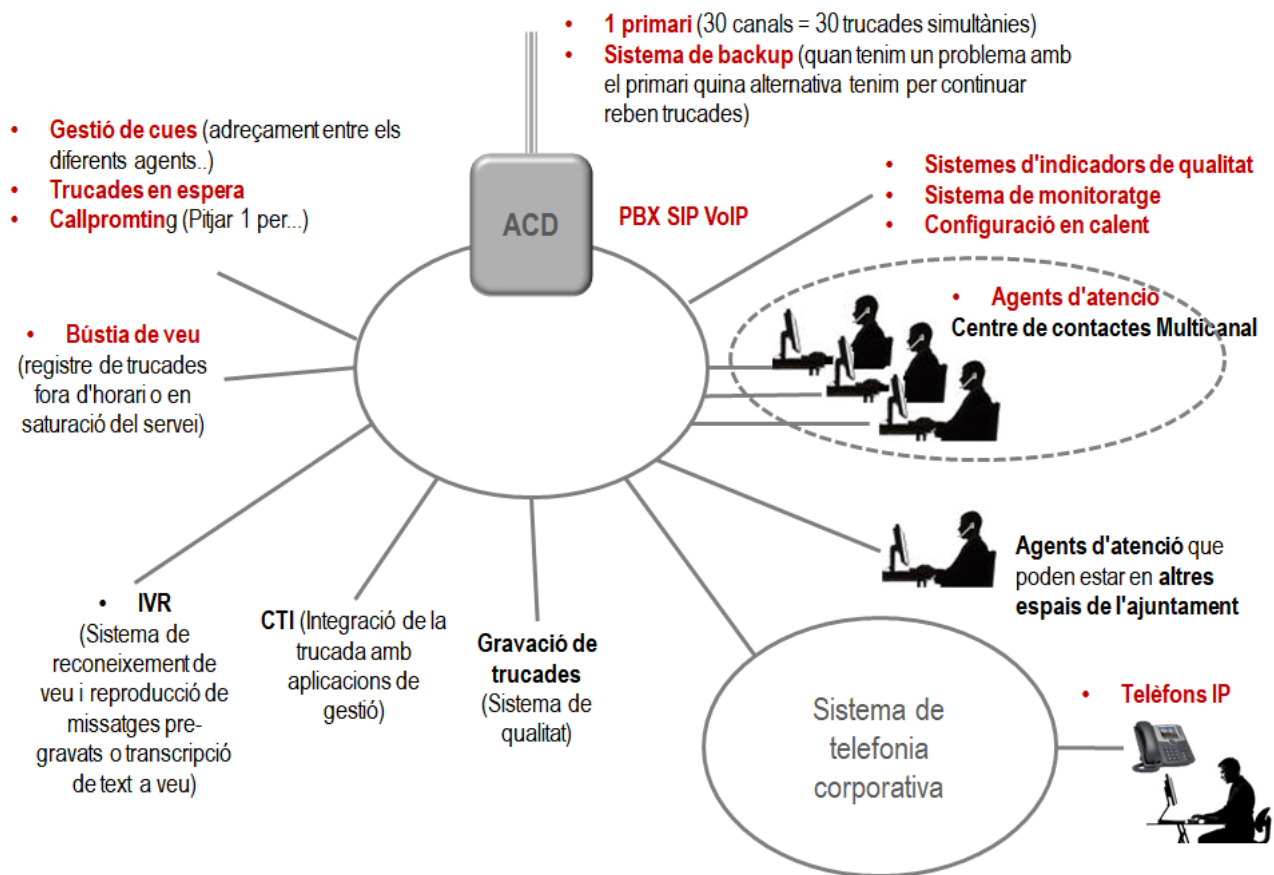 • 1 primari (30 canals = 30 trucades simultànies)
• Sistema de backup (quan tenim un problema amb
el primari quina alternativa tenim per continuar
reben trucades)
• Gestió de cues (adreçament entre els
diferents agents..)
• Trucades en espera
• Callpromting (Pitjar 1 per...)
ACD
PBX SIP VoIP
• Sistemes d'indicadors de qualitat
• Sistema de monitoratge
• Configuració en calent
• Agents d'atencio
Centre de contactes Multicanal
• Bústia de veu
(registre de trucades
fora d'horari o en
saturació del servei)
• IVR
(Sistema de
reconeixement de
veu i reproducció de
missatges pre-
gravats o transcripció
de text a veu)
CTI (Integració de la
trucada amb
aplicacions de
gestió)
Gravació de
trucades
(Sistema de
qualitat)
Agents d'atenció que
poden estar en altres
espais de l'ajuntament
Sistema de
telefonia
corporativa
• Telèfons IP